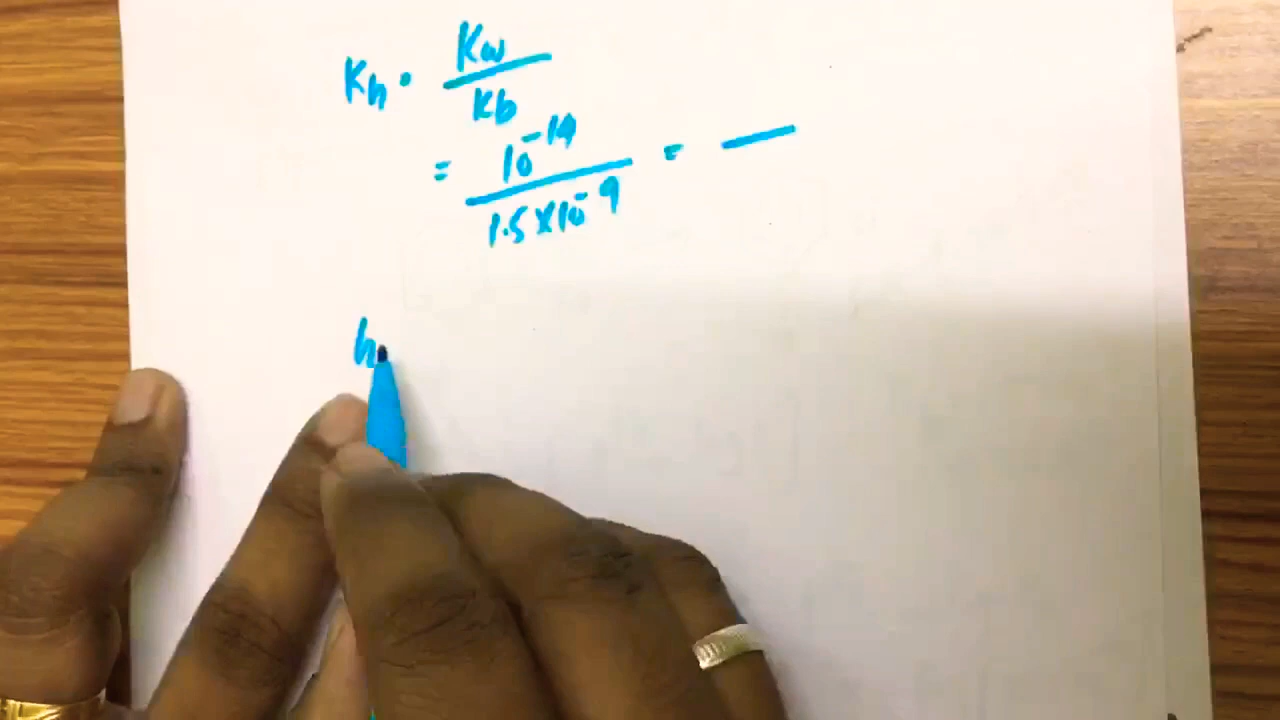 Kh = Kw / Kb
= 10^-14 / 1.5×10^-9 = —
h